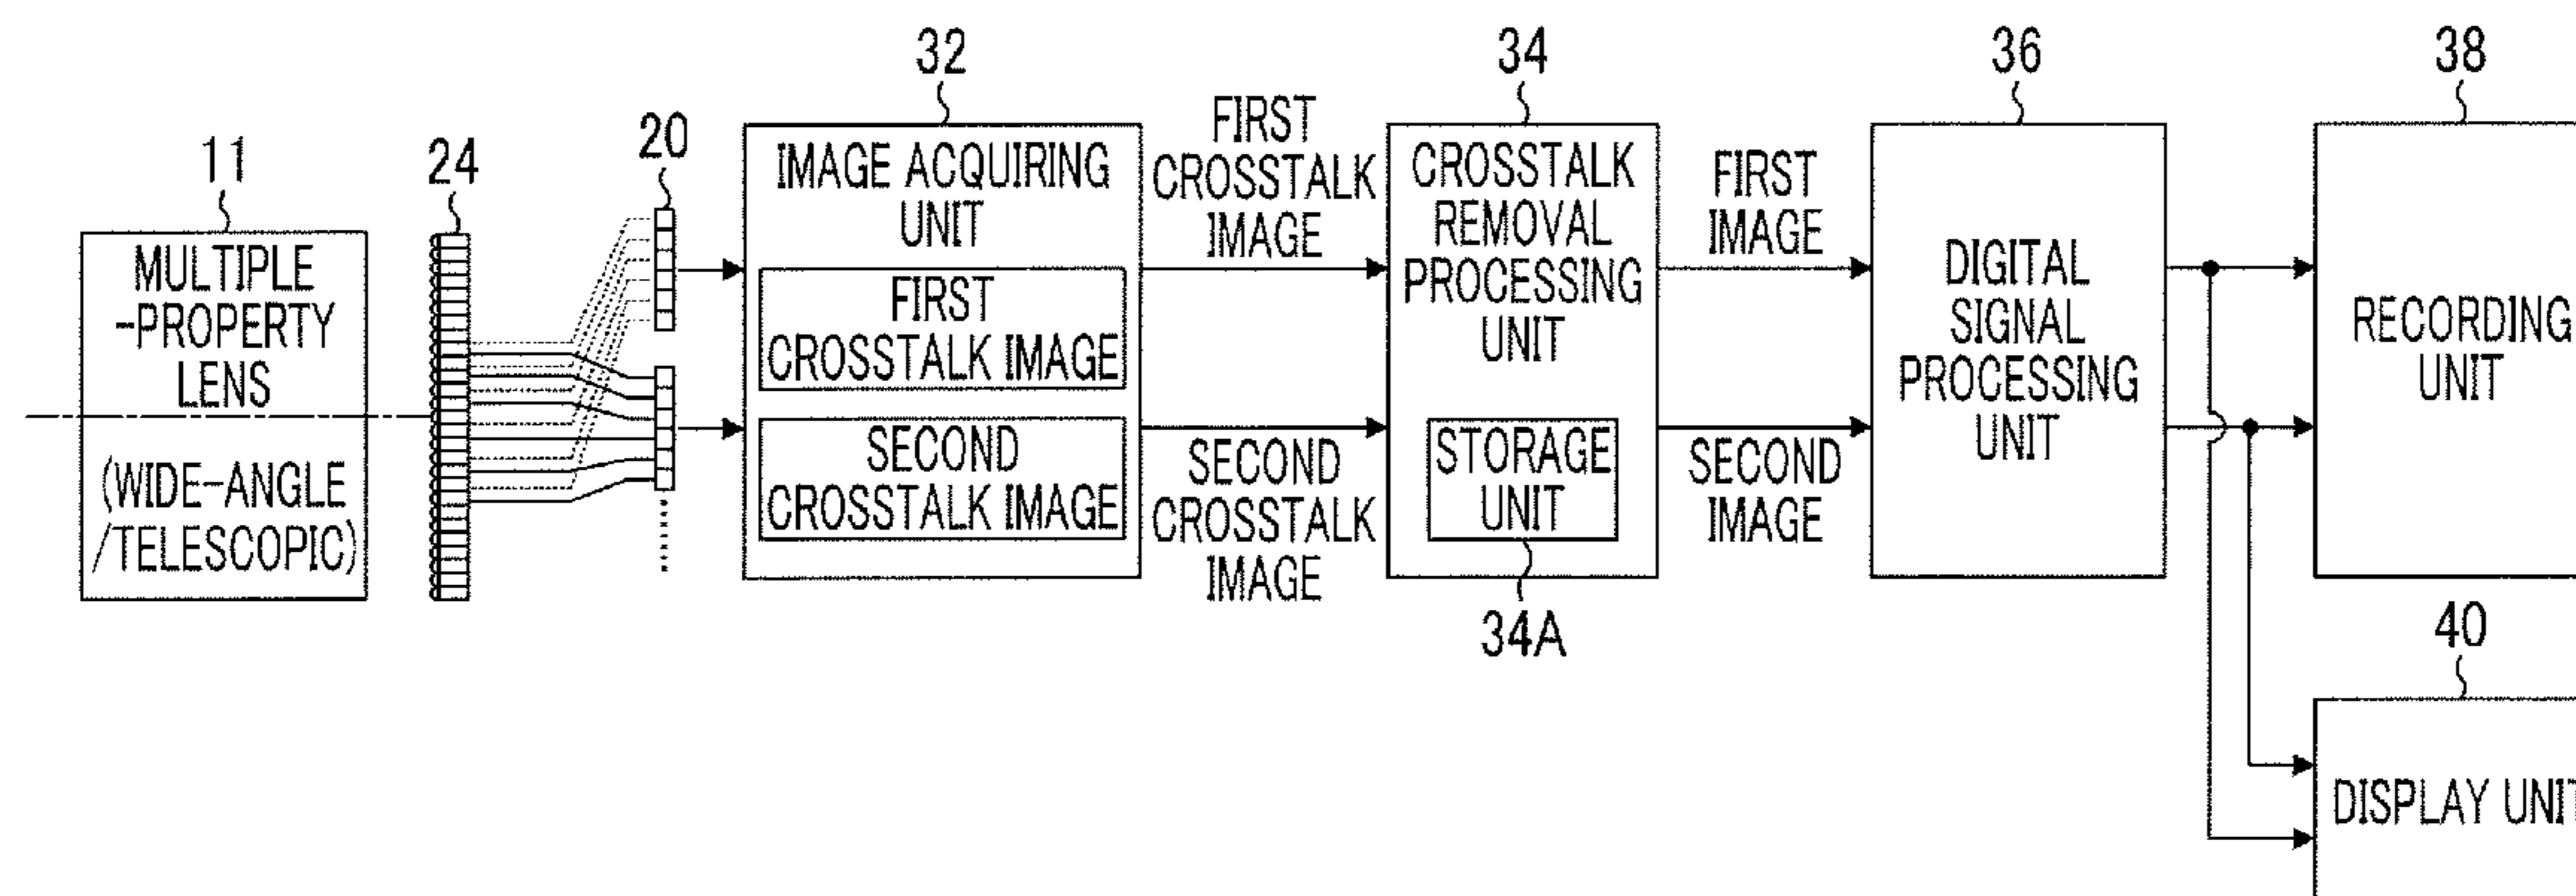 11
MULTIPLE
-PROPERTY
LENS
(WIDE-ANGLE
/TELESCOPIC)
24
20
32
IMAGE ACQUIRING
UNIT
FIRST
CROSSTALK IMAGE
SECOND
CROSSTALK IMAGE
FIRST
CROSSTALK
IMAGE
SECOND
CROSSTALK
IMAGE
34
CROSSTALK
REMOVAL
PROCESSING
UNIT
STORAGE
UNIT
34A
FIRST
IMAGE
SECOND
IMAGE
36
DIGITAL
SIGNAL
PROCESSING
UNIT
38
RECORDING
UNIT
40
DISPLAY UNIT